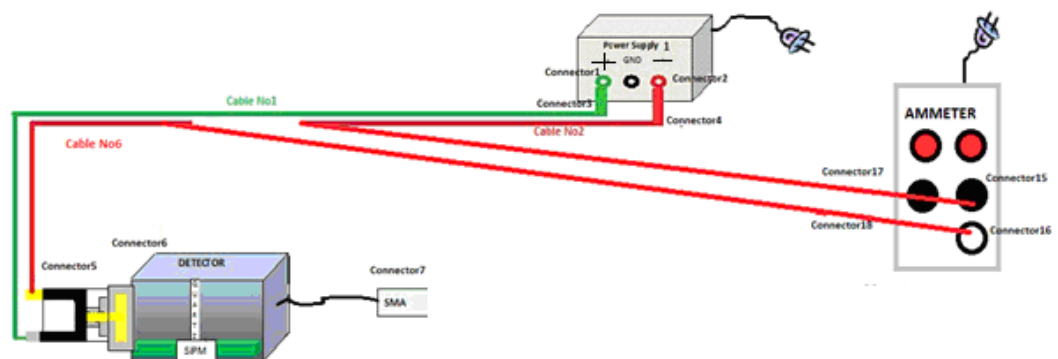 Power Supply 1
+ GND −
Connector1
Connector2
Cable No1
Connector3
Cable No2
Connector4
Cable No6
AMMETER
Connector17
Connector15
Connector18
Connector16
Connector6
Connector5
DETECTOR
Connector7
SMA
SiPM